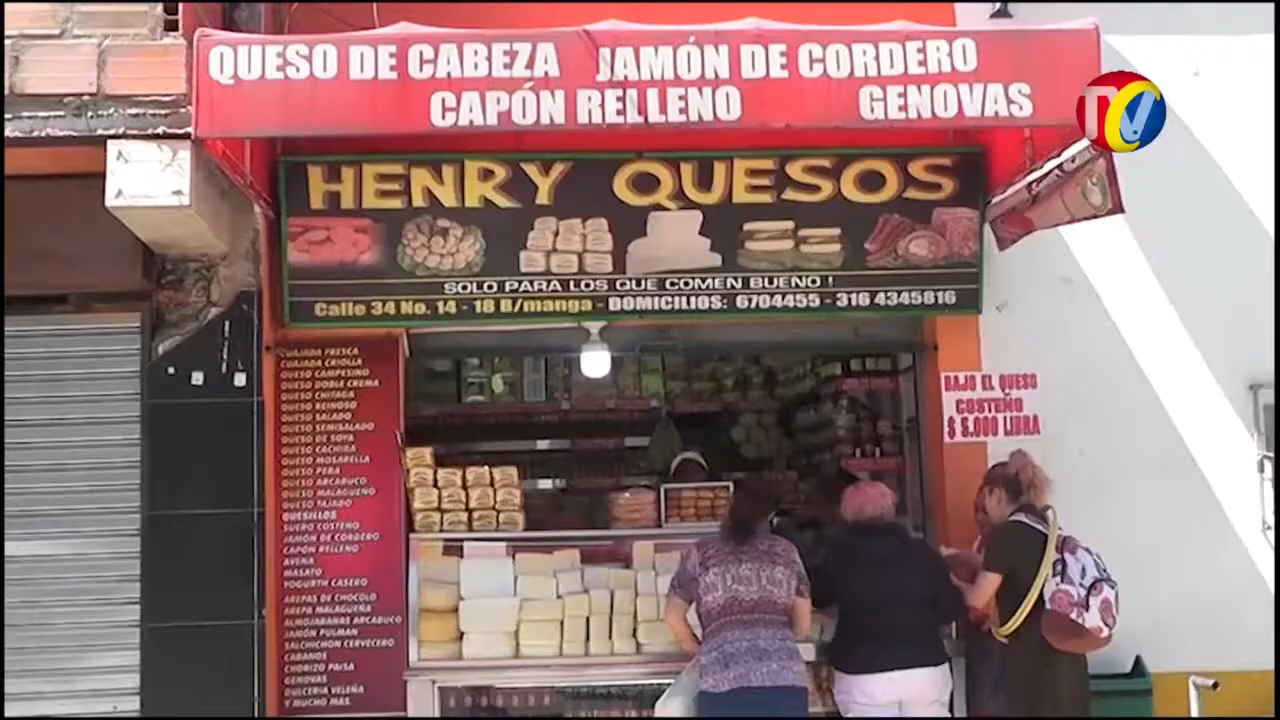 QUESO DE CABEZA JAMÓN DE CORDERO
CAPÓN RELLENO GENOVAS
TVC
HENRY QUESOS
SOLO PARA LOS QUE COMEN BUENO !
Calle 34 No. 14 - 18 B/manga - DOMICILIOS: 6704455 - 316 4345816
CUAJADA FRESCA
CUAJADA CRIOLLA
QUESO CAMPESINO
QUESO DOBLE CREMA
QUESO CHITAGA
QUESO REINOSO
QUESO SALADO
QUESO SEMISALADO
QUESO DE SOYA
QUESO CACHIRA
QUESO MOSARELLA
QUESO PERA
QUESO ARCABUCO
QUESO MALAGUEÑO
QUESO TAJADO
QUESILLOS
SUERO COSTEÑO
JAMÓN DE CORDERO
CAPÓN RELLENO
AVENA
MASATO
YOGURTH CASERO
AREPAS DE CHOCOLO
AREPA MALAGUEÑA
ALMOJABANAS ARCABUCO
JAMÓN PULMAN
SALCHICHON CERVECERO
CABANOS
CHORIZO PAISA
GENOVAS
DULCERIA VELEÑA
Y MUCHO MAS.
BAJO EL QUESO
COSTEÑO
$ 5.000 LIBRA